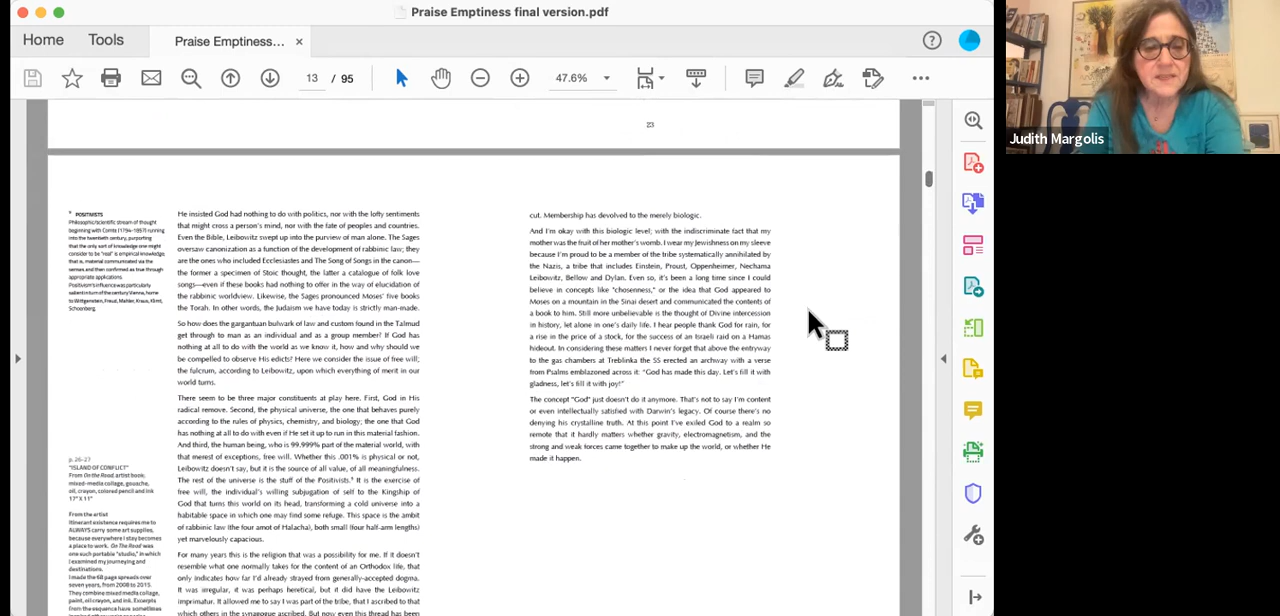 Praise Emptiness final version.pdf
Home
Tools
Praise Emptiness...
13 / 95
47.6%
23
* POSITIVISTS
Philosophic/scientific stream of thought
beginning with Comte (1794-1857) running
into the twentieth century, purporting
that the only sort of knowledge one might
consider to be "real" is empirical knowledge
that is, material communicated via the
senses and then confirmed as true through
appropriate applications.
Positivism's influence was particularly
salient in turn of the century Vienna, home
to Wittgenstein, Freud, Mahler, Kraus, Klimt,
Schoenberg.
p. 26-27
"ISLAND OF CONFLICT"
From On the Road artist book;
mixed-media collage, gouache,
oil, crayon, colored pencil and ink
17" X 11"
From the artist
Itinerant existence requires me to
ALWAYS carry some art supplies,
because everywhere I stay becomes
a place to work. On The Road was
one such portable "studio," in which
I examined my journeying and
destinations.
I made the 68 page spreads over
seven years, from 2008 to 2015.
They combine mixed media collage,
paint, oil, crayon, and ink. Excerpts
from the sequence have sometimes
He insisted God had nothing to do with politics, nor with the lofty sentiments
that might cross a person's mind, nor with the fate of peoples and countries.
Even the Bible, Leibowitz swept up into the purview of man alone. The Sages
oversaw canonization as a function of the development of rabbinic law; they
are the ones who included Ecclesiastes and The Song of Songs in the canon—
the former a specimen of Stoic thought, the latter a catalogue of folk love
songs—even if these books had nothing to offer in the way of elucidation of
the rabbinic worldview. Likewise, the Sages pronounced Moses' five books
the Torah. In other words, the Judaism we have today is strictly man-made.
So how does the gargantuan bulwark of law and custom found in the Talmud
get through to man as an individual and as a group member? If God has
nothing at all to do with the world as we know it, how and why should we
be compelled to observe His edicts? Here we consider the issue of free will;
the fulcrum, according to Leibowitz, upon which everything of merit in our
world turns.
There seem to be three major constituents at play here. First, God in His
radical remove. Second, the physical universe, the one that behaves purely
according to the rules of physics, chemistry, and biology; the one that God
has nothing at all to do with even if He set it up to run in this material fashion.
And third, the human being, who is 99.999% part of the material world, with
that merest of exceptions, free will. Whether this .001% is physical or not,
Leibowitz doesn't say, but it is the source of all value, of all meaningfulness.
The rest of the universe is the stuff of the Positivists.* It is the exercise of
free will, the individual's willing subjugation of self to the Kingship of
God that turns this world on its head, transforming a cold universe into a
habitable space in which one may find some refuge. This space is the ambit
of rabbinic law (the four amot of Halacha), both small (four half-arm lengths)
yet marvelously capacious.
For many years this is the religion that was a possibility for me. If it doesn't
resemble what one normally takes for the content of an Orthodox life, that
only indicates how far I'd already strayed from generally-accepted dogma.
It was irregular, it was perhaps heretical, but it did have the Leibowitz
imprimatur. It allowed me to say I was part of the tribe, that I ascribed to that
which others in the synagogue ascribed. But now even this thread has been
cut. Membership has devolved to the merely biologic.
And I'm okay with this biologic level; with the indiscriminate fact that my
mother was the fruit of her mother's womb. I wear my Jewishness on my sleeve
because I'm proud to be a member of the tribe systematically annihilated by
the Nazis, a tribe that includes Einstein, Proust, Oppenheimer, Nechama
Leibowitz, Bellow and Dylan. Even so, it's been a long time since I could
believe in concepts like "chosenness," or the idea that God appeared to
Moses on a mountain in the Sinai desert and communicated the contents of
a book to him. Still more unbelievable is the thought of Divine intercession
in history, let alone in one's daily life. I hear people thank God for rain, for
a rise in the price of a stock, for the success of an Israeli raid on a Hamas
hideout. In considering these matters I never forget that above the entryway
to the gas chambers at Treblinka the SS erected an archway with a verse
from Psalms emblazoned across it: "God has made this day. Let's fill it with
gladness, let's fill it with joy!"
The concept "God" just doesn't do it anymore. That's not to say I'm content
or even intellectually satisfied with Darwin's legacy. Of course there's no
denying his crystalline truth. At this point I've exiled God to a realm so
remote that it hardly matters whether gravity, electromagnetism, and the
strong and weak forces came together to make up the world, or whether He
made it happen.
Judith Margolis